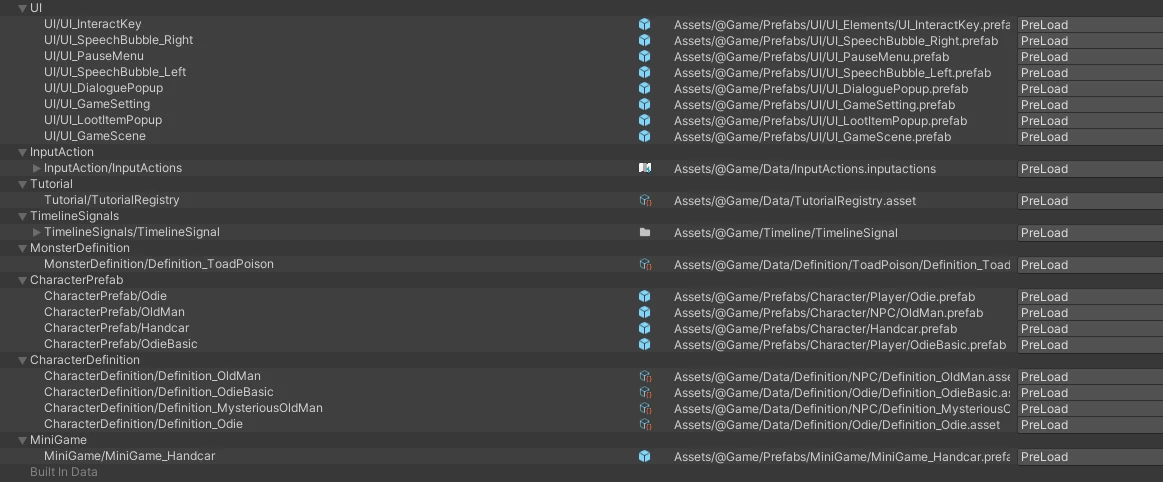 UI
UI/UI_InteractKey Assets/@Game/Prefabs/UI/UI_Elements/UI_InteractKey.prefa PreLoad
UI/UI_SpeechBubble_Right Assets/@Game/Prefabs/UI/UI_SpeechBubble_Right.prefab PreLoad
UI/UI_PauseMenu Assets/@Game/Prefabs/UI/UI_PauseMenu.prefab PreLoad
UI/UI_SpeechBubble_Left Assets/@Game/Prefabs/UI/UI_SpeechBubble_Left.prefab PreLoad
UI/UI_DialoguePopup Assets/@Game/Prefabs/UI/UI_DialoguePopup.prefab PreLoad
UI/UI_GameSetting Assets/@Game/Prefabs/UI/UI_GameSetting.prefab PreLoad
UI/UI_LootItemPopup Assets/@Game/Prefabs/UI/UI_LootItemPopup.prefab PreLoad
UI/UI_GameScene Assets/@Game/Prefabs/UI/UI_GameScene.prefab PreLoad
InputAction
InputAction/InputActions Assets/@Game/Data/InputActions.inputactions PreLoad
Tutorial
Tutorial/TutorialRegistry Assets/@Game/Data/TutorialRegistry.asset PreLoad
TimelineSignals
TimelineSignals/TimelineSignal Assets/@Game/Timeline/TimelineSignal PreLoad
MonsterDefinition
MonsterDefinition/Definition_ToadPoison Assets/@Game/Data/Definition/ToadPoison/Definition_Toad PreLoad
CharacterPrefab
CharacterPrefab/Odie Assets/@Game/Prefabs/Character/Player/Odie.prefab PreLoad
CharacterPrefab/OldMan Assets/@Game/Prefabs/Character/NPC/OldMan.prefab PreLoad
CharacterPrefab/Handcar Assets/@Game/Prefabs/Character/Handcar.prefab PreLoad
CharacterPrefab/OdieBasic Assets/@Game/Prefabs/Character/Player/OdieBasic.prefab PreLoad
CharacterDefinition
CharacterDefinition/Definition_OldMan Assets/@Game/Data/Definition/NPC/Definition_OldMan.asse PreLoad
CharacterDefinition/Definition_OdieBasic Assets/@Game/Data/Definition/Odie/Definition_OdieBasic.as PreLoad
CharacterDefinition/Definition_MysteriousOldMan Assets/@Game/Data/Definition/NPC/Definition_MysteriousO PreLoad
CharacterDefinition/Definition_Odie Assets/@Game/Data/Definition/Odie/Definition_Odie.asset PreLoad
MiniGame
MiniGame/MiniGame_Handcar Assets/@Game/Prefabs/MiniGame/MiniGame_Handcar.prefa PreLoad
Built In Data